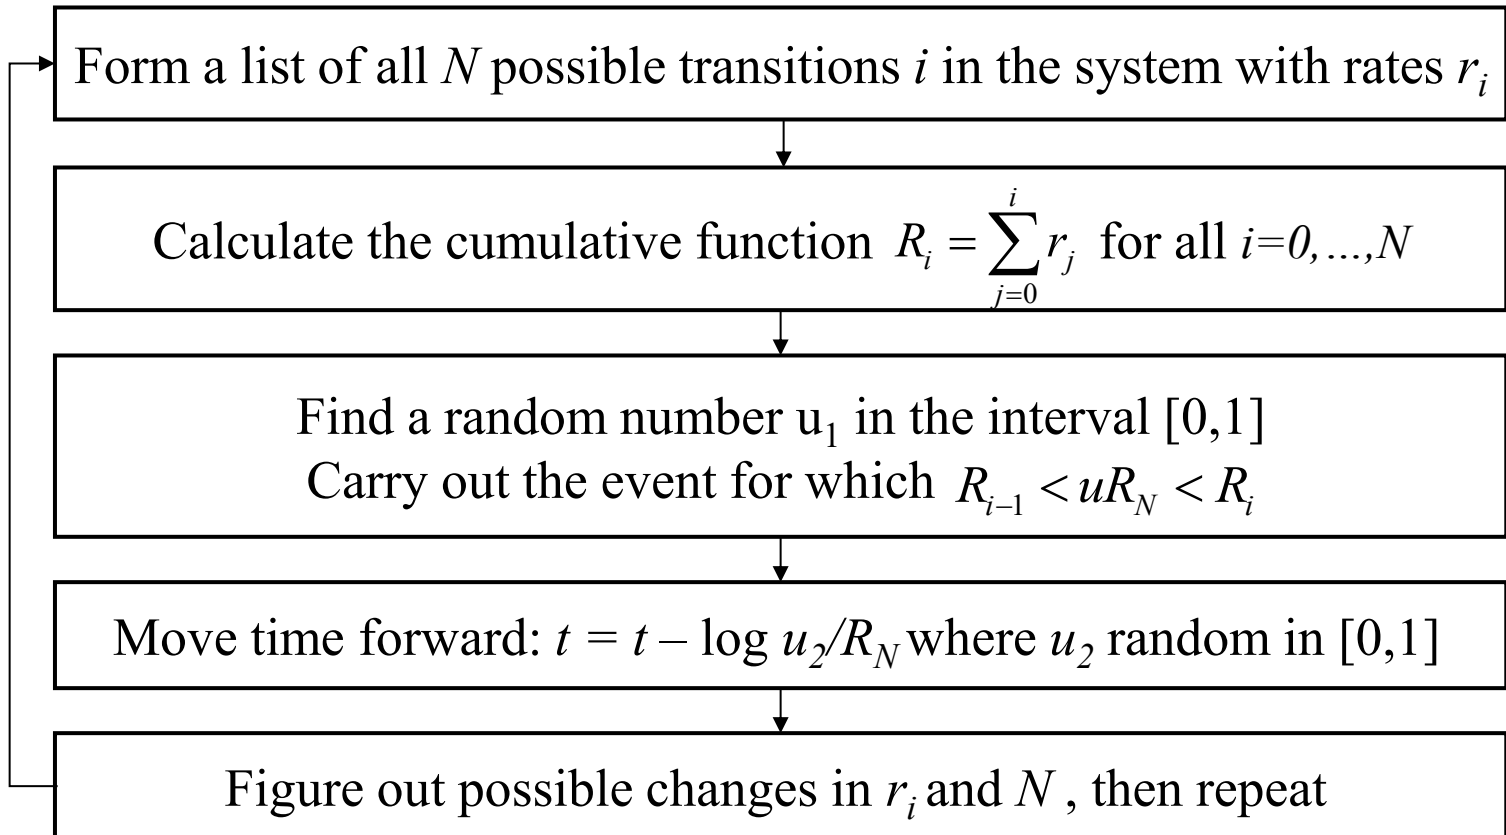 Form a list of all N possible transitions i in the system with rates r_i
Calculate the cumulative function R_i = \sum_{j=0}^{i} r_j for all i=0,...,N
Find a random number u_1 in the interval [0,1]
Carry out the event for which R_{i-1} < uR_N < R_i
Move time forward: t = t – log u_2/R_N where u_2 random in [0,1]
Figure out possible changes in r_i and N , then repeat